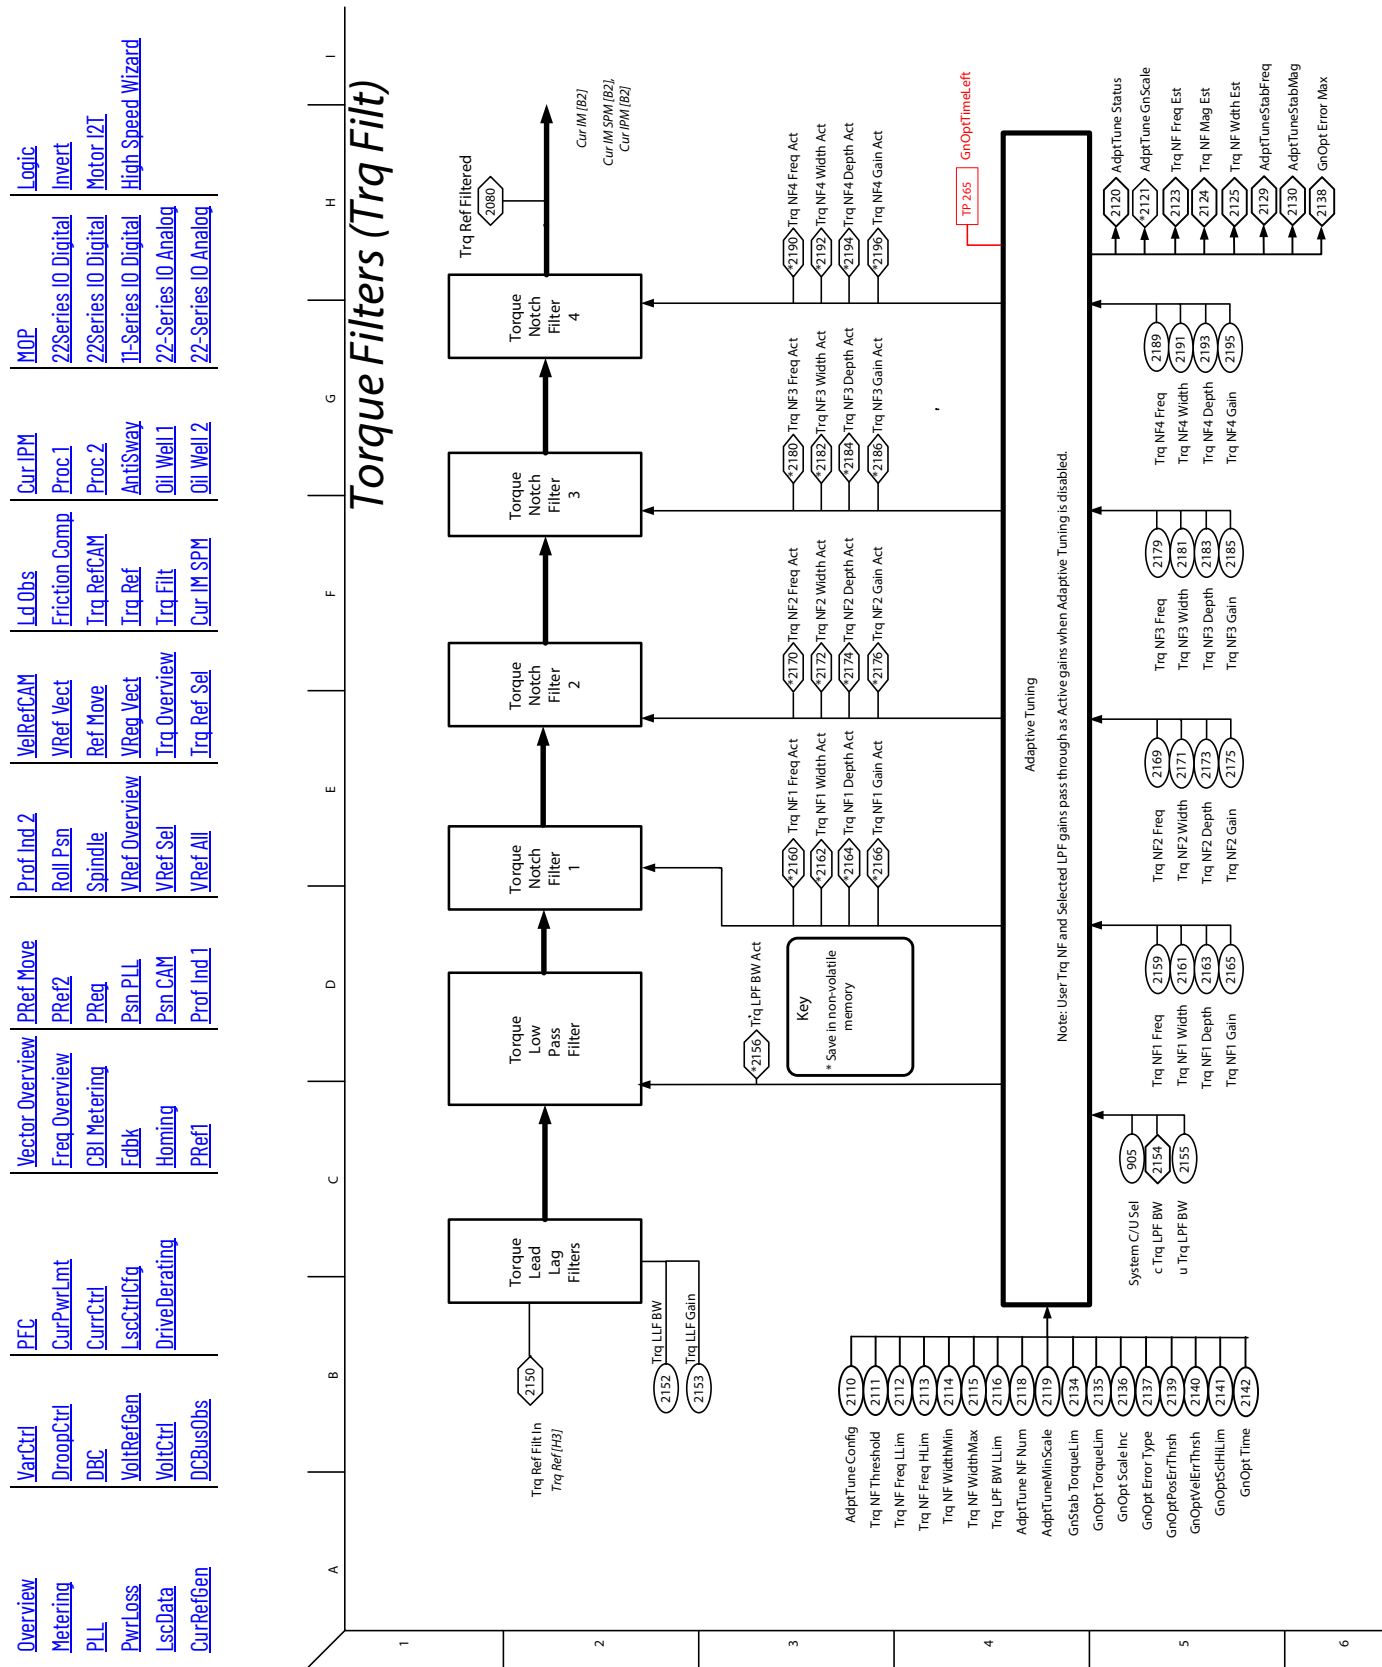 Overview
Metering
PLL
PwrLoss
LscData
CurRefGen
VarCtrl
DroopCtrl
DBC
VoltRefGen
VoltCtrl
DCBusObs
PFC
CurPwrLmt
CurrCtrl
LscCtrlCfg
DriveDerating
Vector Overview
Freq Overview
CBI Metering
Fdbk
Homing
PRef1
PRef Move
PRef2
PReg
Psn PLL
Psn CAM
Prof Ind 1
Prof Ind 2
Roll Psn
Spindle
VRef Overview
VRef Sel
VRef All
VelRefCAM
VRef Vect
Ref Move
VReg Vect
Trq Overview
Trq Ref Sel
Ld Obs
Friction Comp
Trq RefCAM
Trq Ref
Trq Filt
Cur IM SPM
Cur IPM
Proc 1
Proc 2
AntiSway
Oil Well 1
Oil Well 2
MOP
22Series IO Digital
22Series IO Digital
11-Series IO Digital
22-Series IO Analog
22-Series IO Analog
Logic
Invert
Motor I2T
High Speed Wizard
A
B
C
D
E
F
G
H
I
1
2
3
4
5
6
Torque Filters (Trq Filt)
Trq Ref Filt In
Trq Ref [H3]
2150
Torque
Lead
Lag
Filters
2152
Trq LLF BW
2153
Trq LLF Gain
Torque
Low
Pass
Filter
Torque
Notch
Filter
1
Torque
Notch
Filter
2
Torque
Notch
Filter
3
Torque
Notch
Filter
4
Trq Ref Filtered
2080
Cur IM [B2]
Cur IM SPM [B2],
Cur IPM [B2]
*2156
Trq LPF BW Act
Key
* Save in non-volatile
memory
*2160 Trq NF1 Freq Act
*2162 Trq NF1 Width Act
*2164 Trq NF1 Depth Act
*2166 Trq NF1 Gain Act
*2170 Trq NF2 Freq Act
*2172 Trq NF2 Width Act
*2174 Trq NF2 Depth Act
*2176 Trq NF2 Gain Act
*2180 Trq NF3 Freq Act
*2182 Trq NF3 Width Act
*2184 Trq NF3 Depth Act
*2186 Trq NF3 Gain Act
*2190 Trq NF4 Freq Act
*2192 Trq NF4 Width Act
*2194 Trq NF4 Depth Act
*2196 Trq NF4 Gain Act
TP 265 GnOptTimeLeft
Adaptive Tuning
Note: User Trq NF and Selected LPF gains pass through as Active gains when Adaptive Tuning is disabled.
AdptTune Config 2110
Trq NF Threshold 2111
Trq NF Freq LLim 2112
Trq NF Freq HLim 2113
Trq NF WidthMin 2114
Trq NF WidthMax 2115
Trq LPF BW LLim 2116
AdptTune NF Num 2118
AdptTuneMinScale 2119
GnStab TorqueLim 2134
GnOpt TorqueLim 2135
GnOpt Scale Inc 2136
GnOpt Error Type 2137
GnOptPosErrThrsh 2139
GnOptVelErrThrsh 2140
GnOptSclHiLim 2141
GnOpt Time 2142
System C/U Sel 905
c Trq LPF BW 2154
u Trq LPF BW 2155
Trq NF1 Freq 2159
Trq NF1 Width 2161
Trq NF1 Depth 2163
Trq NF1 Gain 2165
Trq NF2 Freq 2169
Trq NF2 Width 2171
Trq NF2 Depth 2173
Trq NF2 Gain 2175
Trq NF3 Freq 2179
Trq NF3 Width 2181
Trq NF3 Depth 2183
Trq NF3 Gain 2185
Trq NF4 Freq 2189
Trq NF4 Width 2191
Trq NF4 Depth 2193
Trq NF4 Gain 2195
2120 AdptTune Status
*2121 AdptTune GnScale
2123 Trq NF Freq Est
2124 Trq NF Mag Est
2125 Trq NF Wdth Est
2129 AdptTuneStabFreq
2130 AdptTuneStabMag
2138 GnOpt Error Max